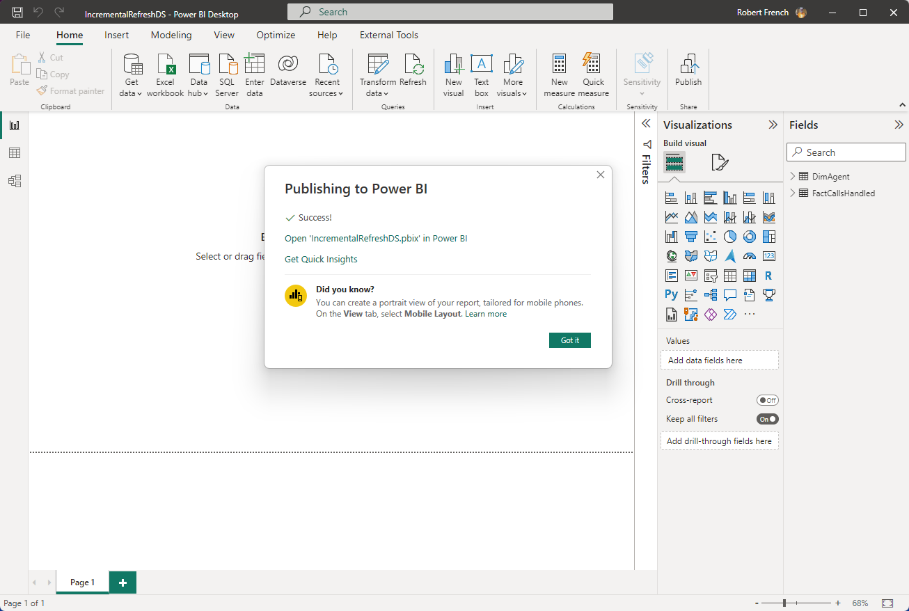 IncrementalRefreshDS - Power BI Desktop
Search
Robert French
File Home Insert Modeling View Optimize Help External Tools
Paste
Cut
Copy
Format painter
Clipboard
Get data
Excel workbook
Data hub
SQL Server
Enter data
Dataverse
Recent sources
Data
Transform data
Refresh
Queries
New visual
Text box
More visuals
Insert
New measure
Quick measure
Calculations
Sensitivity
Sensitivity
Publish
Share
Select or drag fie
Publishing to Power BI
Success!
Open 'IncrementalRefreshDS.pbix' in Power BI
Get Quick Insights
Did you know?
You can create a portrait view of your report, tailored for mobile phones.
On the View tab, select Mobile Layout. Learn more
Got it
Filters
Visualizations
Build visual
123
R
Py
Values
Add data fields here
Drill through
Cross-report
Off
Keep all filters
On
Add drill-through fields here
Fields
Search
DimAgent
FactCallsHandled
Page 1
Page 1 of 1
68%